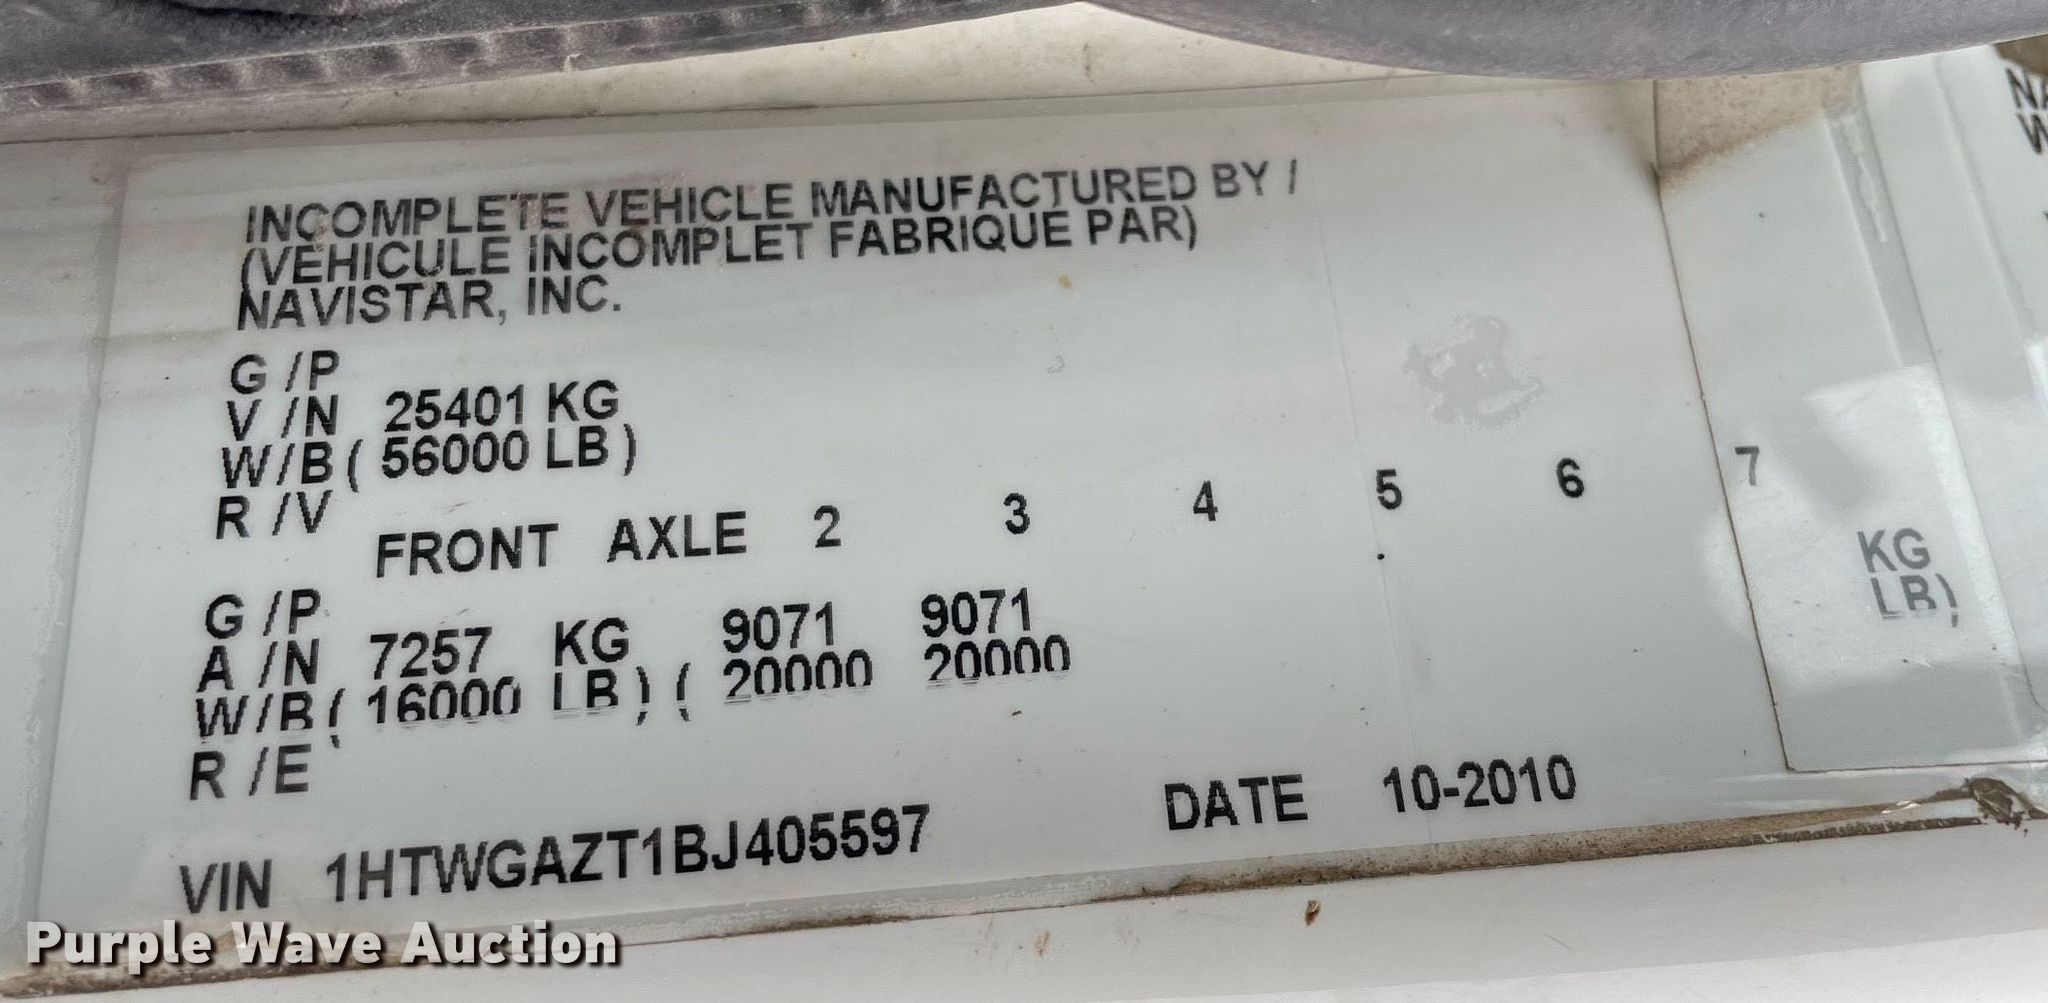 INCOMPLETE VEHICLE MANUFACTURED BY /
(VEHICULE INCOMPLET FABRIQUE PAR)
NAVISTAR, INC.
G /P
V /N 25401 KG
W/B ( 56000 LB )
R /V
FRONT AXLE 2 3 4 5 6 7
G /P
A /N 7257 KG 9071 9071 KG
W/B ( 16000 LB ) ( 20000 20000 LB)
R /E
VIN 1HTWGAZT1BJ405597 DATE 10-2010
Purple Wave Auction